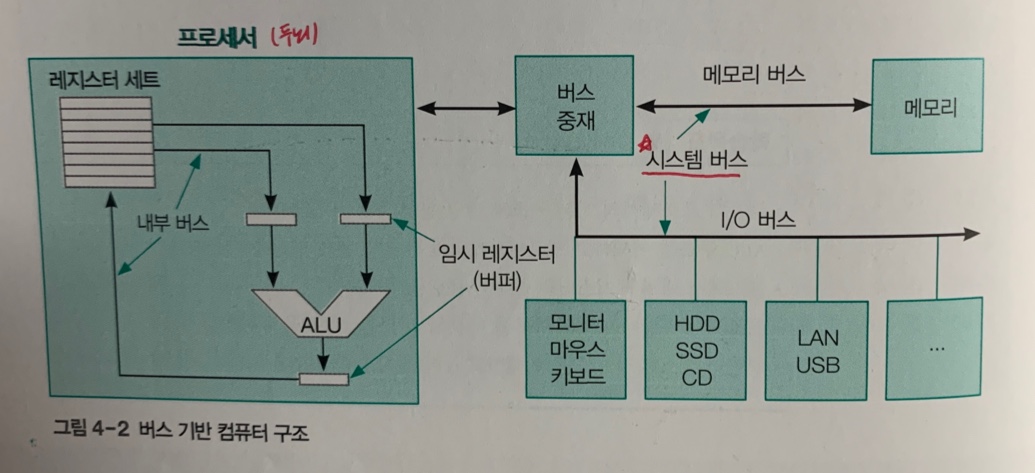 프로세서 (두뇌)
레지스터 세트
내부 버스
임시 레지스터
(버퍼)
ALU
버스
중재
메모리 버스
메모리
시스템 버스
I/O 버스
모니터
마우스
키보드
HDD
SSD
CD
LAN
USB
...
그림 4-2 버스 기반 컴퓨터 구조